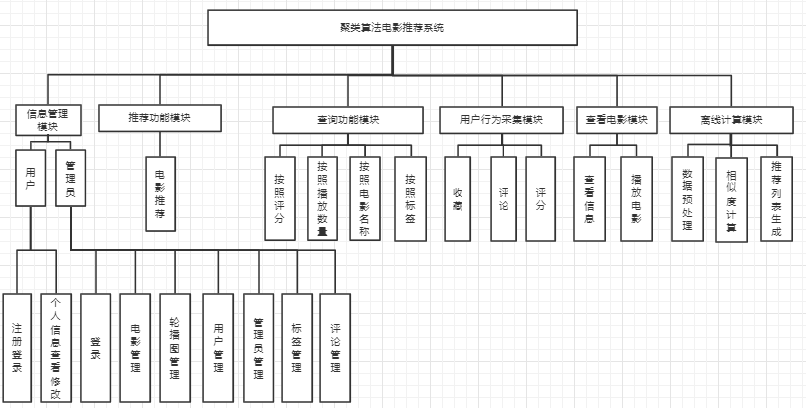 聚类算法电影推荐系统
信息管理
模块
推荐功能模块
查询功能模块
用户行为采集模块
查看电影模块
离线计算模块
用户
管理员
电影推荐
按照评分
按照播放数量
按照电影名称
按照标签
收藏
评论
评分
查看信息
播放电影
数据预处理
相似度计算
推荐列表生成
注册登录
个人信息查看修改
登录
电影管理
轮播图管理
用户管理
管理员管理
标签管理
评论管理